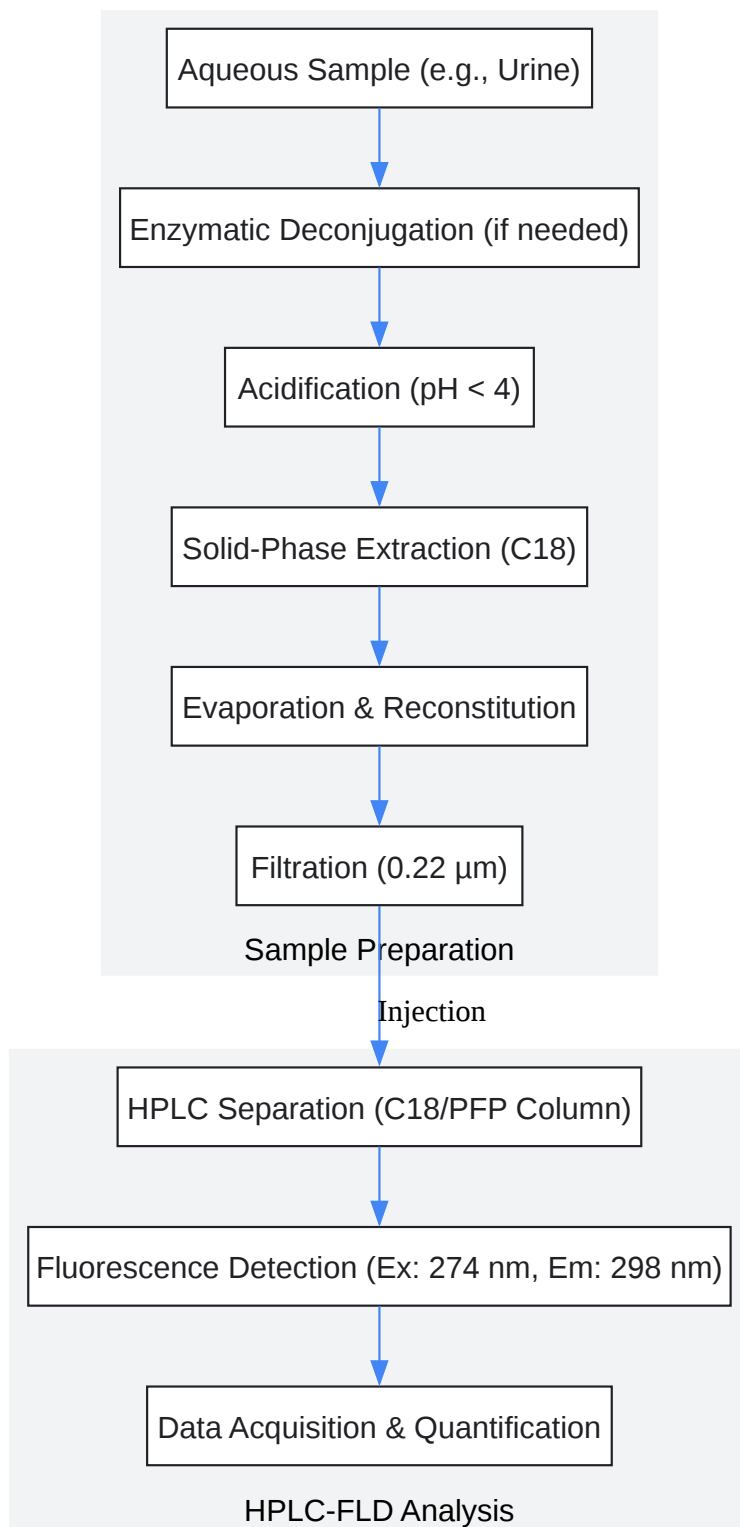 Aqueous Sample (e.g., Urine)
Enzymatic Deconjugation (if needed)
Acidification (pH < 4)
Solid-Phase Extraction (C18)
Evaporation & Reconstitution
Filtration (0.22 µm)
Sample Preparation
Injection
HPLC Separation (C18/PFP Column)
Fluorescence Detection (Ex: 274 nm, Em: 298 nm)
Data Acquisition & Quantification
HPLC-FLD Analysis